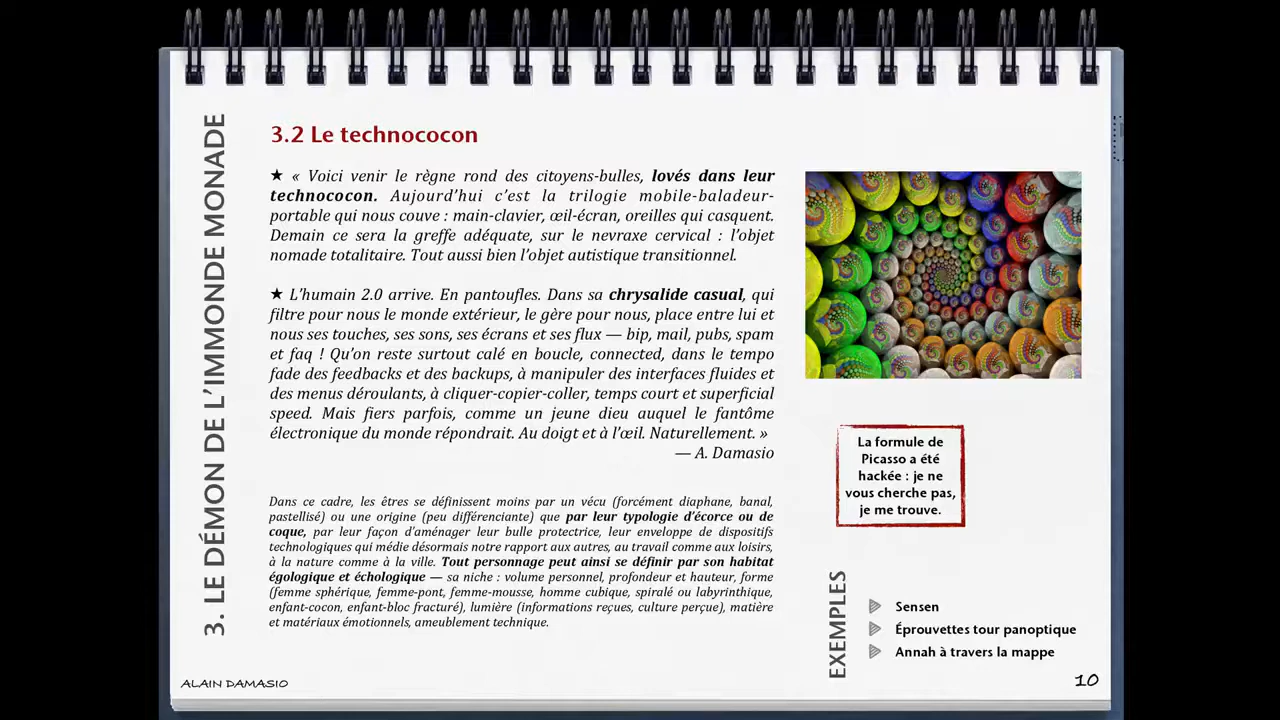 3. LE DÉMON DE L’IMMONDE MONADE
3.2 Le technococon
★ « Voici venir le règne rond des citoyens-bulles, lovés dans leur
technococon. Aujourd’hui c’est la trilogie mobile-baladeur-
portable qui nous couve : main-clavier, œil-écran, oreilles qui casquent.
Demain ce sera la greffe adéquate, sur le nevraxe cervical : l’objet
nomade totalitaire. Tout aussi bien l’objet autistique transitionnel.
★ L’humain 2.0 arrive. En pantoufles. Dans sa chrysalide casual, qui
filtre pour nous le monde extérieur, le gère pour nous, place entre lui et
nous ses touches, ses sons, ses écrans et ses flux — bip, mail, pubs, spam
et faq ! Qu’on reste surtout calé en boucle, connected, dans le tempo
fade des feedbacks et des backups, à manipuler des interfaces fluides et
des menus déroulants, à cliquer-copier-coller, temps court et superficial
speed. Mais fiers parfois, comme un jeune dieu auquel le fantôme
électronique du monde répondrait. Au doigt et à l’œil. Naturellement. »
— A. Damasio
Dans ce cadre, les êtres se définissent moins par un vécu (forcément diaphane, banal,
pastellisé) ou une origine (peu différenciante) que par leur typologie d’écorce ou de
coque, par leur façon d’aménager leur bulle protectrice, leur enveloppe de dispositifs
technologiques qui médie désormais notre rapport aux autres, au travail comme aux loisirs,
à la nature comme à la ville. Tout personnage peut ainsi se définir par son habitat
égologique et échologique — sa niche : volume personnel, profondeur et hauteur, forme
(femme sphérique, femme-pont, femme-mousse, homme cubique, spiralé ou labyrinthique,
enfant-cocon, enfant-bloc fracturé), lumière (informations reçues, culture perçue), matière
et matériaux émotionnels, ameublement technique.
La formule de
Picasso a été
hackée : je ne
vous cherche pas,
je me trouve.
EXEMPLES
Sensen
Éprouvettes tour panoptique
Annah à travers la mappe
ALAIN DAMASIO
10